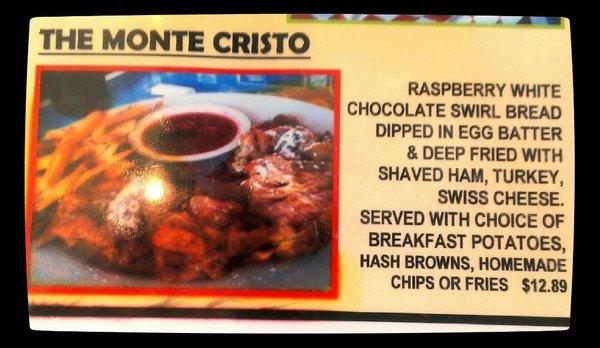 THE MONTE CRISTO
RASPBERRY WHITE
CHOCOLATE SWIRL BREAD
DIPPED IN EGG BATTER
& DEEP FRIED WITH
SHAVED HAM, TURKEY,
SWISS CHEESE.
SERVED WITH CHOICE OF
BREAKFAST POTATOES,
HASH BROWNS, HOMEMADE
CHIPS OR FRIES $12.89